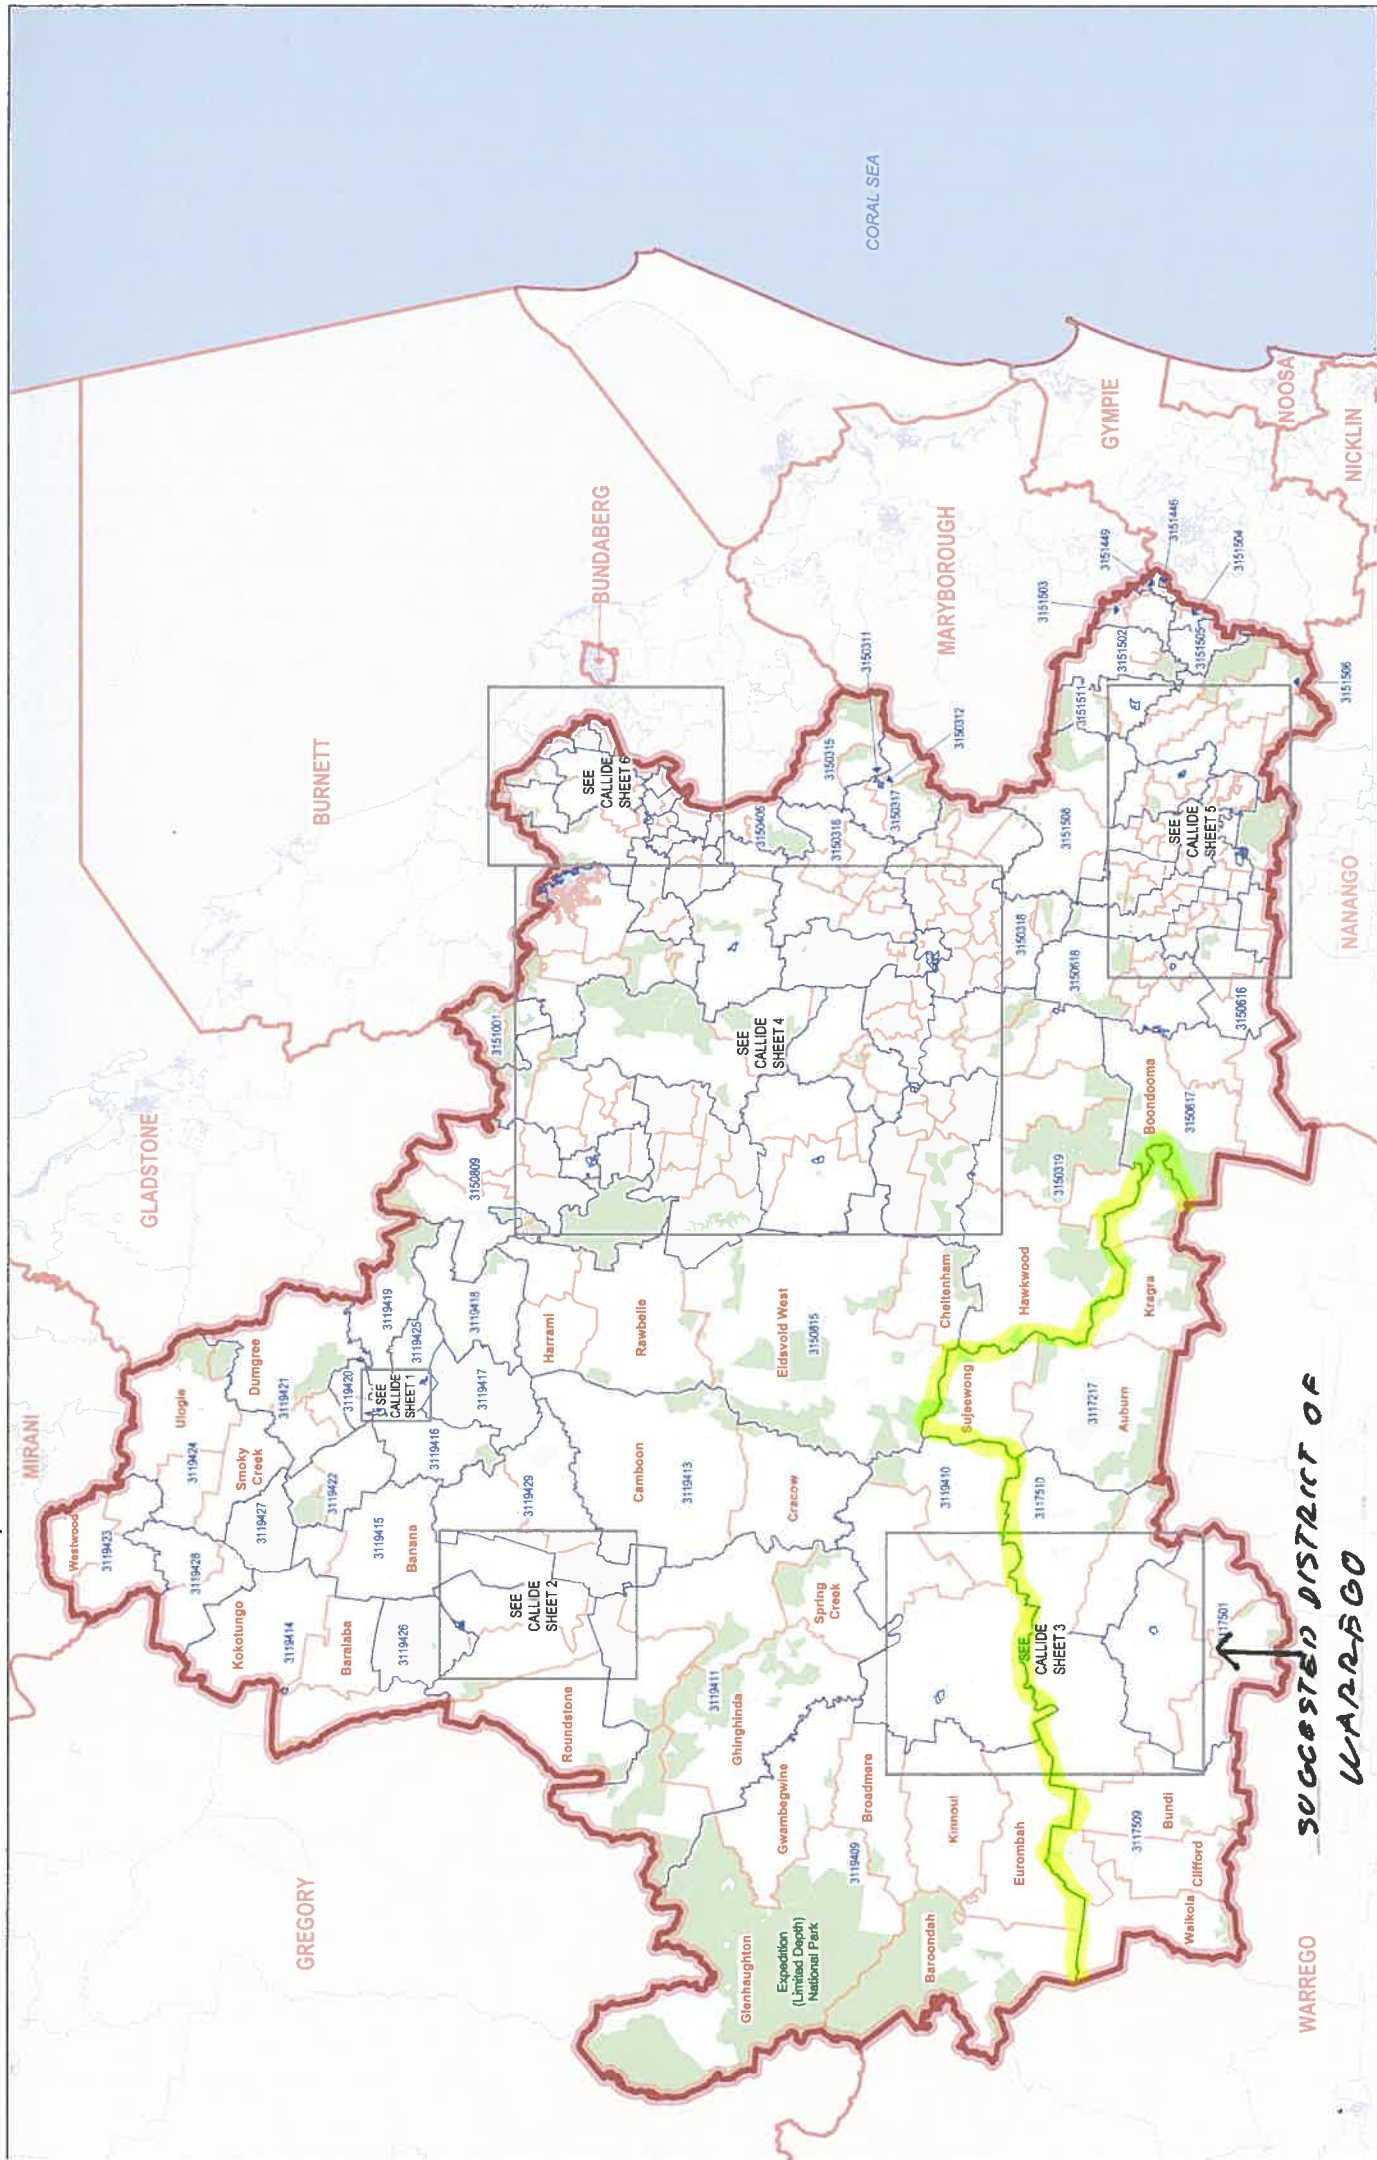 MIRANI
GLADSTONE
BURNETT
BUNDABERG
CORAL SEA
MARYBOROUGH
GYMPIE
NOOSA
NICKLIN
NANANGO
GREGORY
WARREGO
Westwood
3119423
Ulogie
3119424
Dumgree
Smoky
Creek
3119421
3119428
3119427
3119422
3119420
3119419
3119425
SEE
CALLIDE
SHEET 1
3119418
3119417
3119416
Kokotungo
3119414
Baralaba
3119415
Banana
3119426
3119429
SEE
CALLIDE
SHEET 2
Roundstone
Harrami
Rawbelle
Camboon
3119413
Cracow
Eidsvold West
3150815
3150809
3151001
SEE
CALLIDE
SHEET 4
SEE
CALLIDE
SHEET 6
3150405
3150315
3150316
3150311
3150317
3150312
3150318
3151508
3150618
3151503
3151449
3151446
3151502
3151504
3151505
3151511
3151506
SEE
CALLIDE
SHEET 5
3150616
Boondooma
3150617
3150319
Cheltenham
Hawkwood
Kragra
Sujeewong
3117217
Auburn
3119410
3117510
Spring
Creek
3119411
Ghinghinda
Gwambegwine
Broadmere
3119409
Kinnoul
Eurombah
SEE
CALLIDE
SHEET 3
17501
3117509
Bundi
Clifford
Waikola
Glenhaughton
Expedition
(Limited Depth)
National Park
Baroondah
SUGGESTED DISTRICT OF
WARREGO